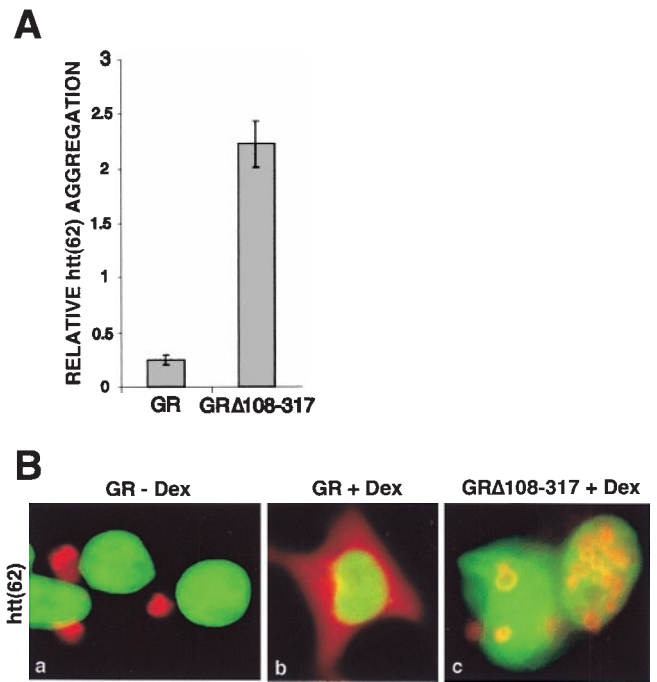 A
RELATIVE htt(62) AGGREGATION
3
2.5
2
1.5
1
0.5
0
GR GRΔ108-317
B
GR - Dex GR + Dex GRΔ108-317 + Dex
htt(62)
a b c